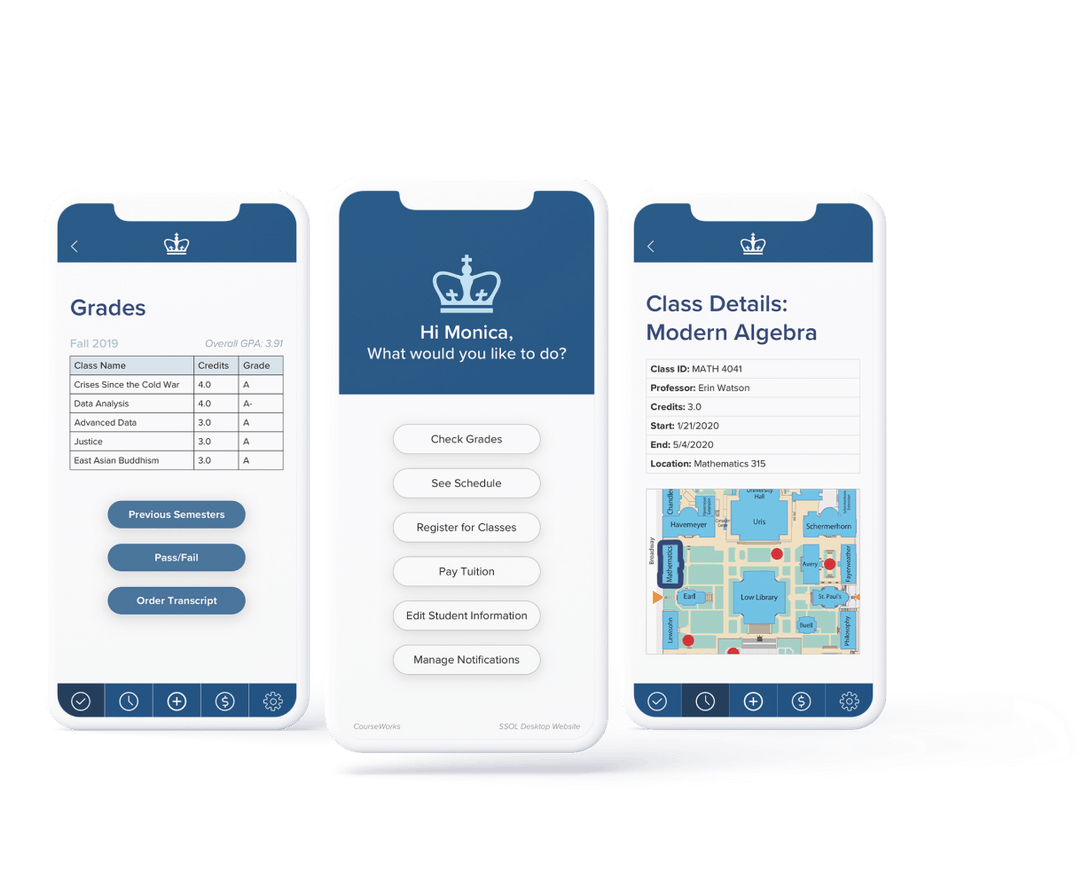 Grades
Fall 2019 Overall GPA: 3.91
Class Name Credits Grade
Crises Since the Cold War 4.0 A
Data Analysis 4.0 A-
Advanced Data 3.0 A
Justice 3.0 A
East Asian Buddhism 3.0 A
Previous Semesters
Pass/Fail
Order Transcript
Hi Monica,
What would you like to do?
Check Grades
See Schedule
Register for Classes
Pay Tuition
Edit Student Information
Manage Notifications
CourseWorks SSOL Desktop Website
Class Details:
Modern Algebra
Class ID: MATH 4041
Professor: Erin Watson
Credits: 3.0
Start: 1/21/2020
End: 5/4/2020
Location: Mathematics 315
University
Hall
Chandler
Havemeyer
Uris
Schermerhorn
Broadway
Mathematics
Avery
Fayerweather
Earl
Low Library
St. Paul's
Lewisohn
Buell
Philosophy